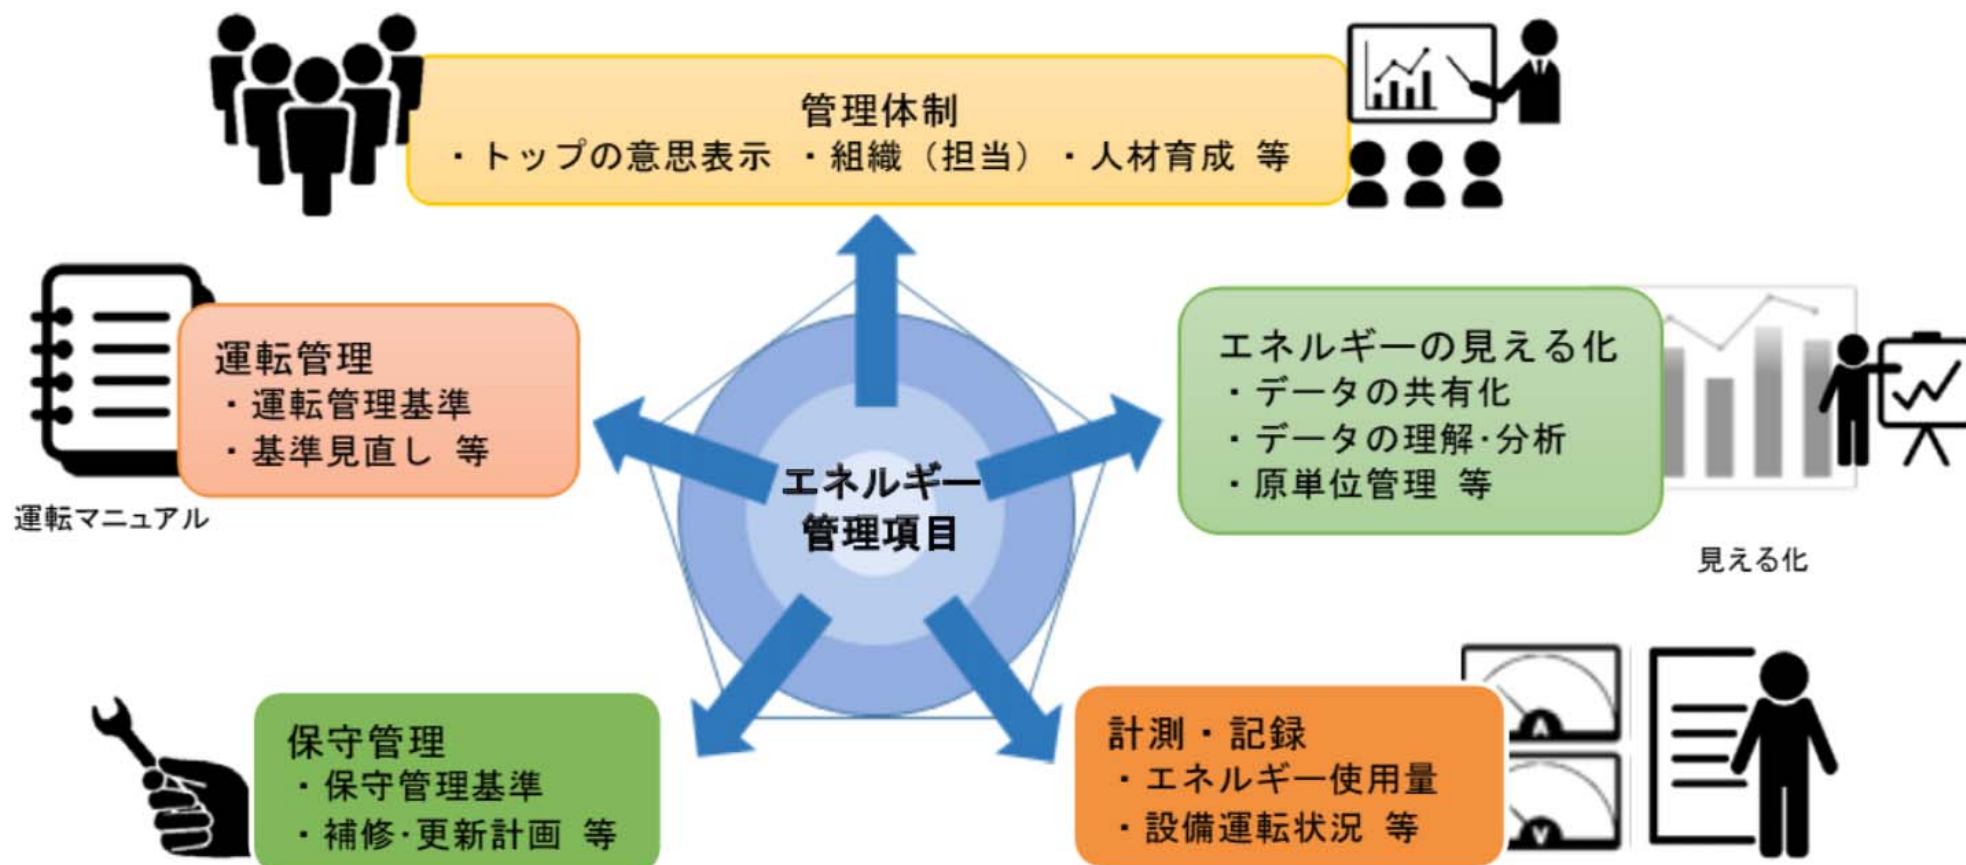 管理体制
・トップの意思表示 ・組織（担当）・人材育成 等
運転管理
・運転管理基準
・基準見直し 等
運転マニュアル
エネルギーの見える化
・データの共有化
・データの理解・分析
・原単位管理 等
見える化
エネルギー
管理項目
保守管理
・保守管理基準
・補修・更新計画 等
計測・記録
・エネルギー使用量
・設備運転状況 等
A
V